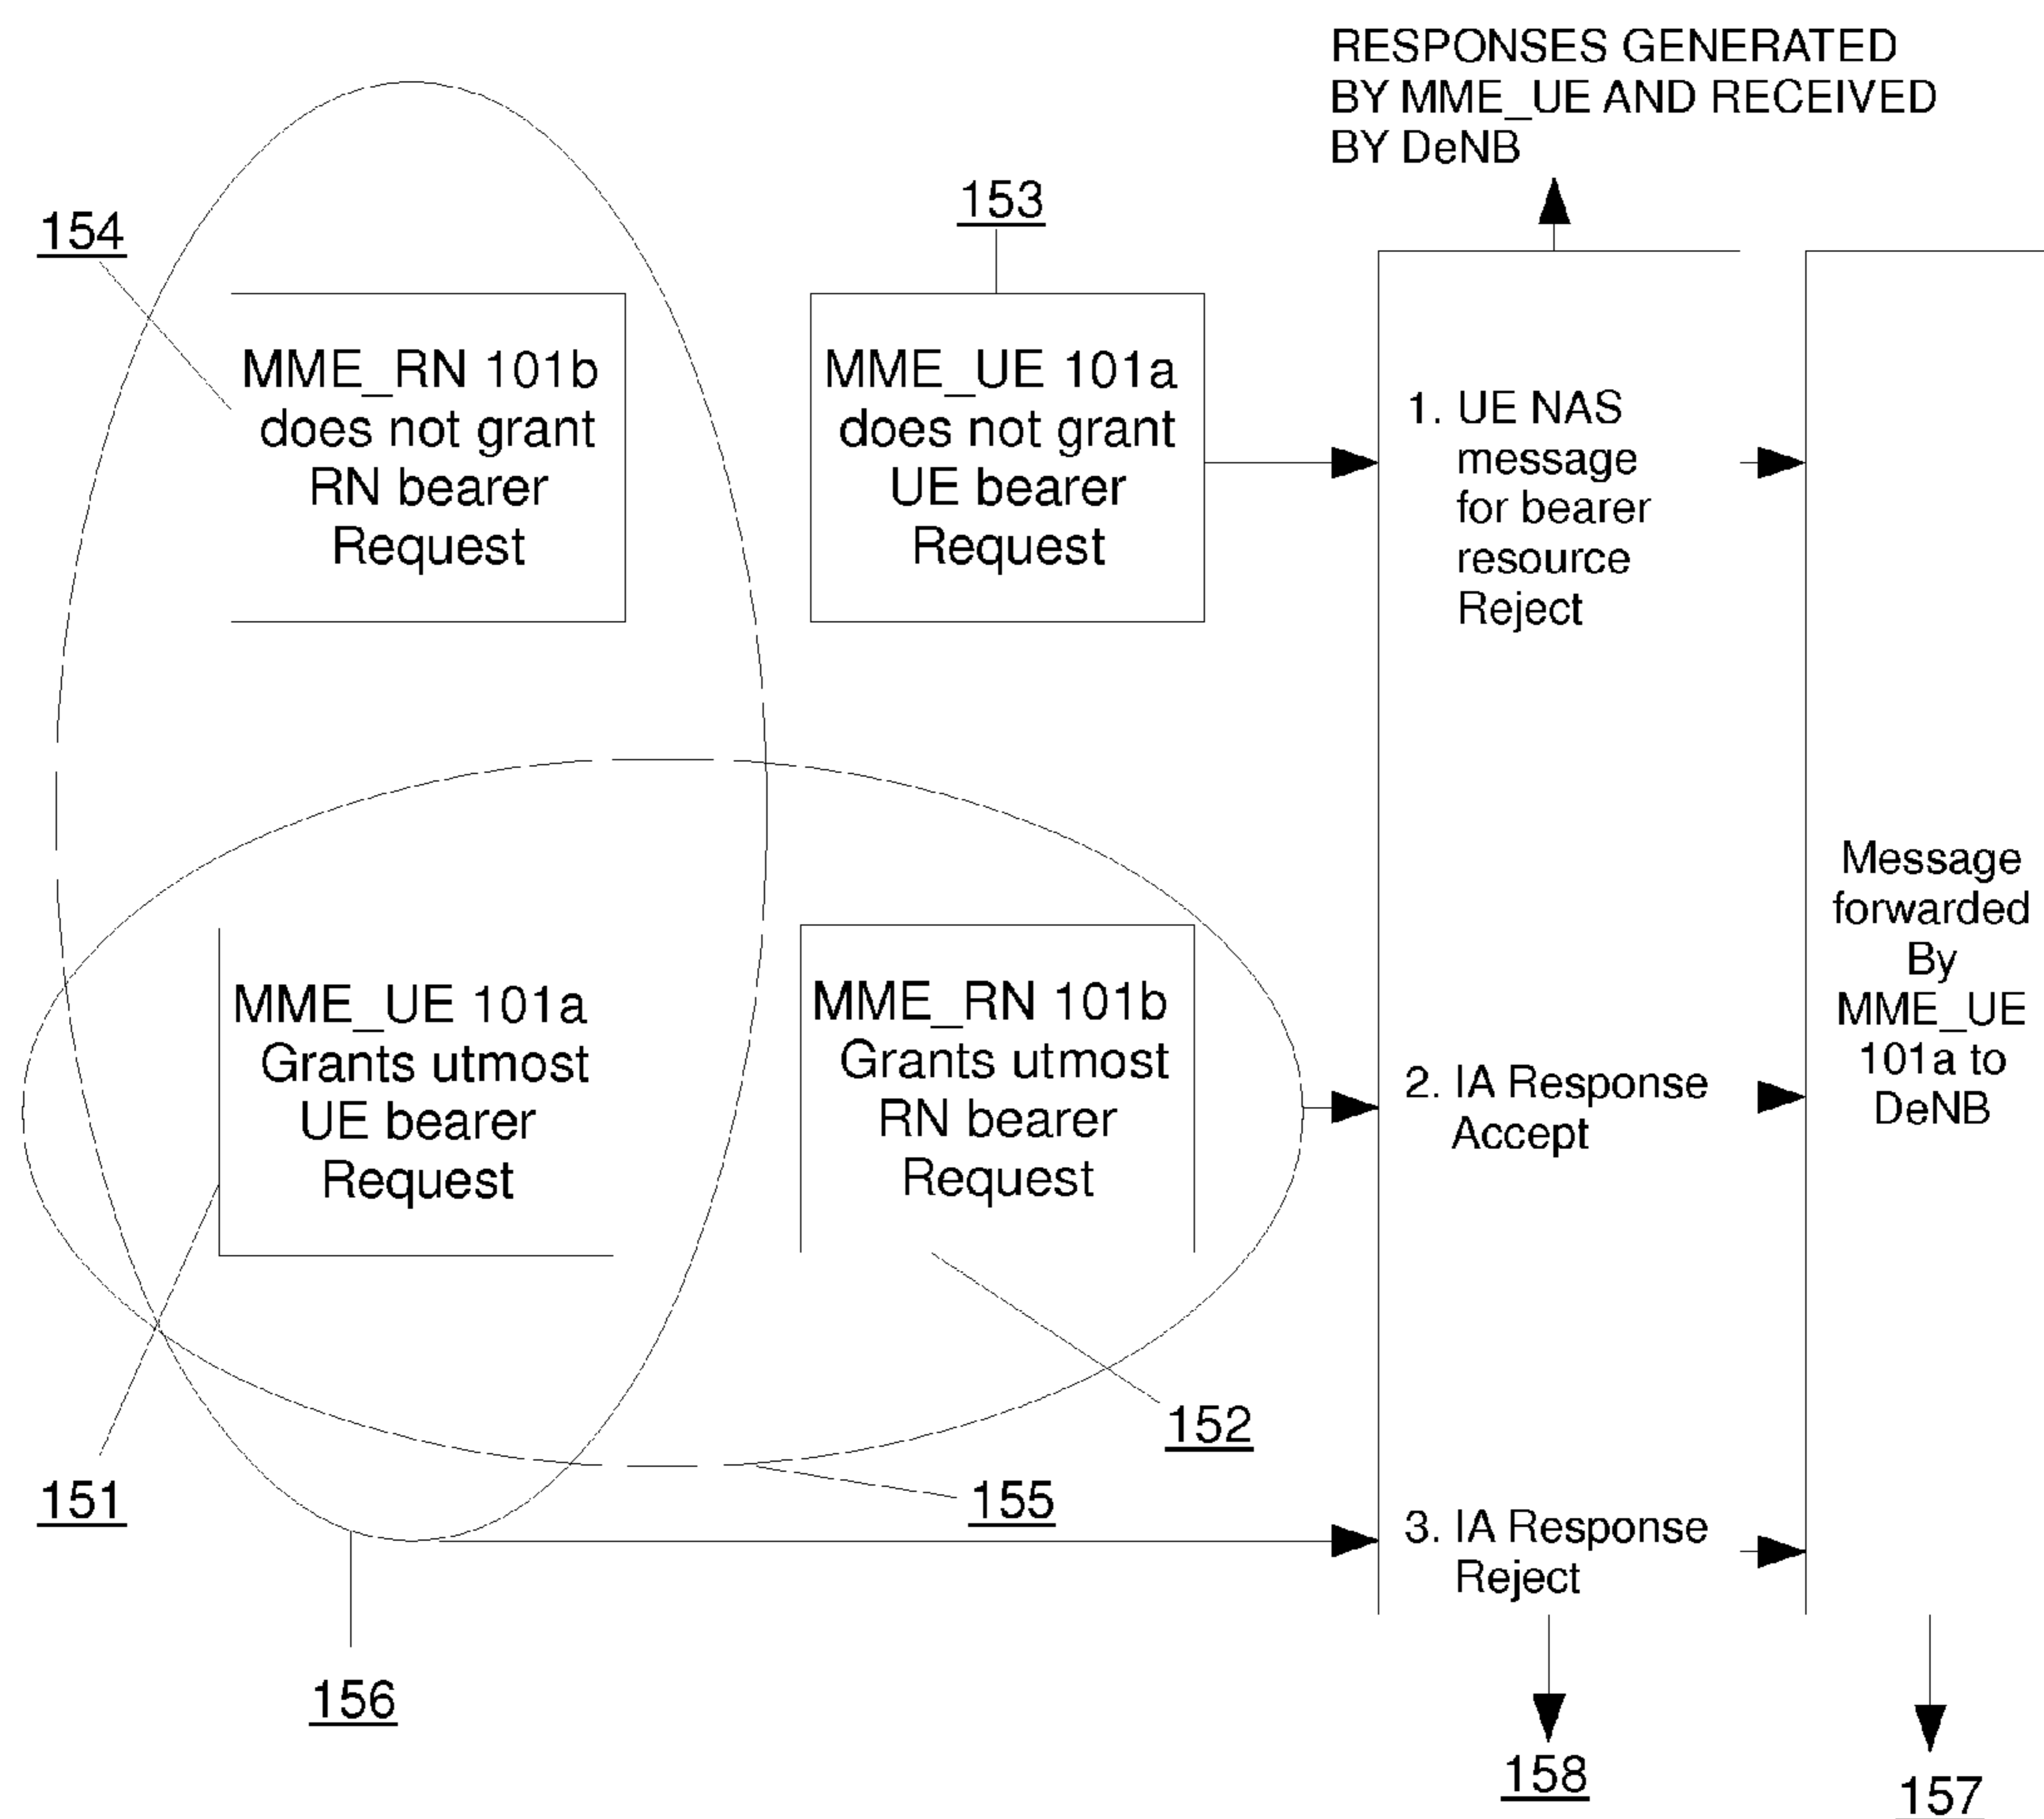 RESPONSES GENERATED
BY MME_UE AND RECEIVED
BY DeNB
154
153
MME_RN 101b
does not grant
RN bearer
Request
MME_UE 101a
does not grant
UE bearer
Request
1. UE NAS
message
for bearer
resource
Reject
MME_UE 101a
Grants utmost
UE bearer
Request
MME_RN 101b
Grants utmost
RN bearer
Request
2. IA Response
Accept
Message
forwarded
By
MME_UE
101a to
DeNB
152
151
155
3. IA Response
Reject
156
158
157